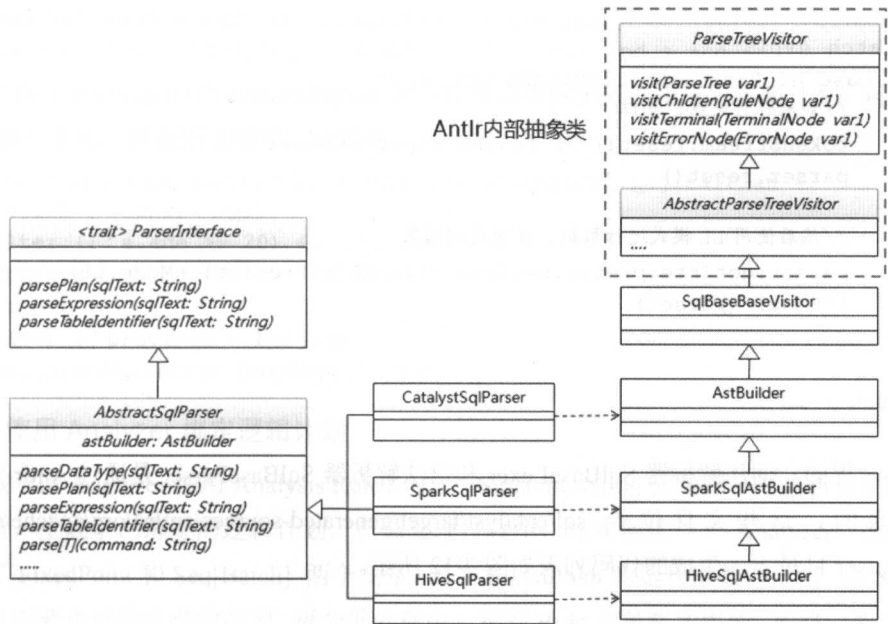 ParseTreeVisitor
visit(ParseTree var1)
visitChildren(RuleNode var1)
visitTerminal(TerminalNode var1)
visitErrorNode(ErrorNode var1)
Antlr内部抽象类
AbstractParseTreeVisitor
....
<trait> ParserInterface
parsePlan(sqlText: String)
parseExpression(sqlText: String)
parseTableIdentifier(sqlText: String)
SqlBaseBaseVisitor
AbstractSqlParser
astBuilder: AstBuilder
parseDataType(sqlText: String)
parsePlan(sqlText: String)
parseExpression(sqlText: String)
parseTableIdentifier(sqlText: String)
parse[T](command: String)
.....
CatalystSqlParser
AstBuilder
SparkSqlParser
SparkSqlAstBuilder
HiveSqlParser
HiveSqlAstBuilder